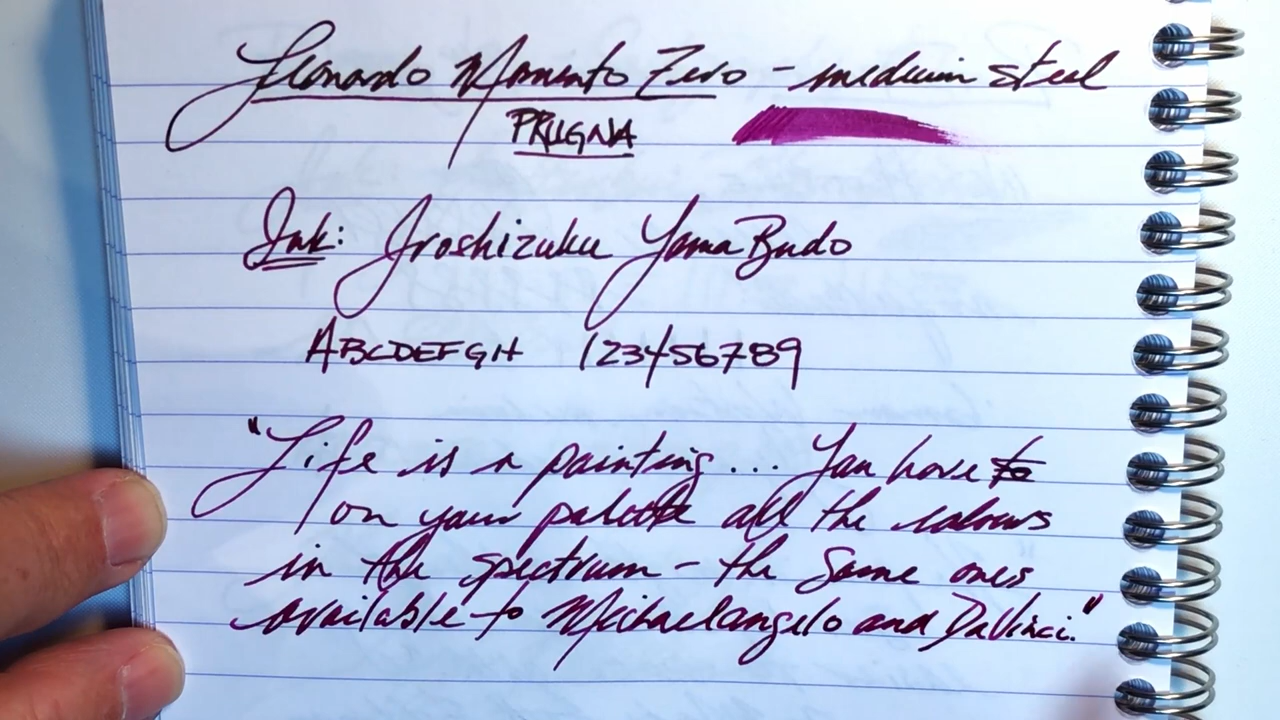 Leonardo Momento Zero - medium steel
PRUGNA
Ink: Iroshizuku Yama Budo
ABCDEFGH 123456789
"Life is a painting... You have to
on your palette all the colours
in the spectrum - the same ones
available to Michaelangelo and DaVinci."